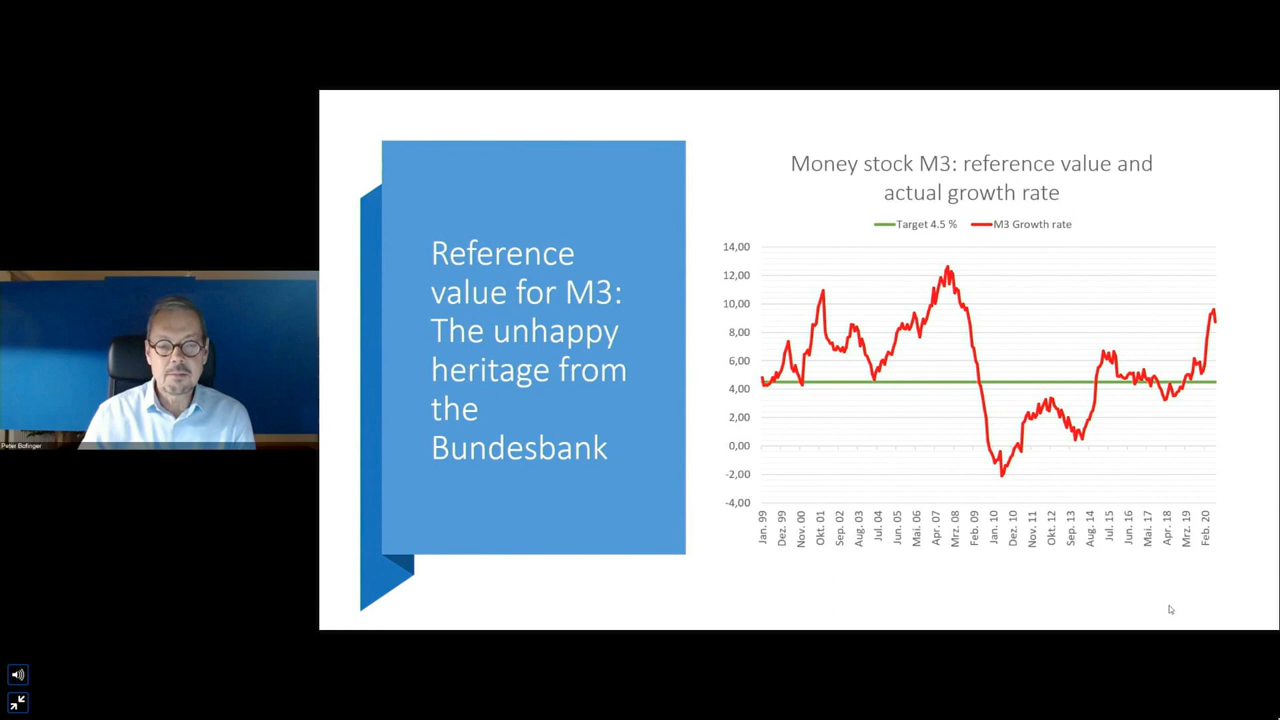 Reference
value for M3:
The unhappy
heritage from
the
Bundesbank
Money stock M3: reference value and
actual growth rate
Target 4.5 %
M3 Growth rate
14,00
12,00
10,00
8,00
6,00
4,00
2,00
0,00
-2,00
-4,00
Jan. 99
Dez. 99
Nov. 00
Okt. 01
Sep. 02
Aug. 03
Jul. 04
Jun. 05
Mai. 06
Apr. 07
Mrz. 08
Feb. 09
Jan. 10
Dez. 10
Nov. 11
Okt. 12
Sep. 13
Aug. 14
Jul. 15
Jun. 16
Mai. 17
Apr. 18
Mrz. 19
Feb. 20
Peter Bofinger